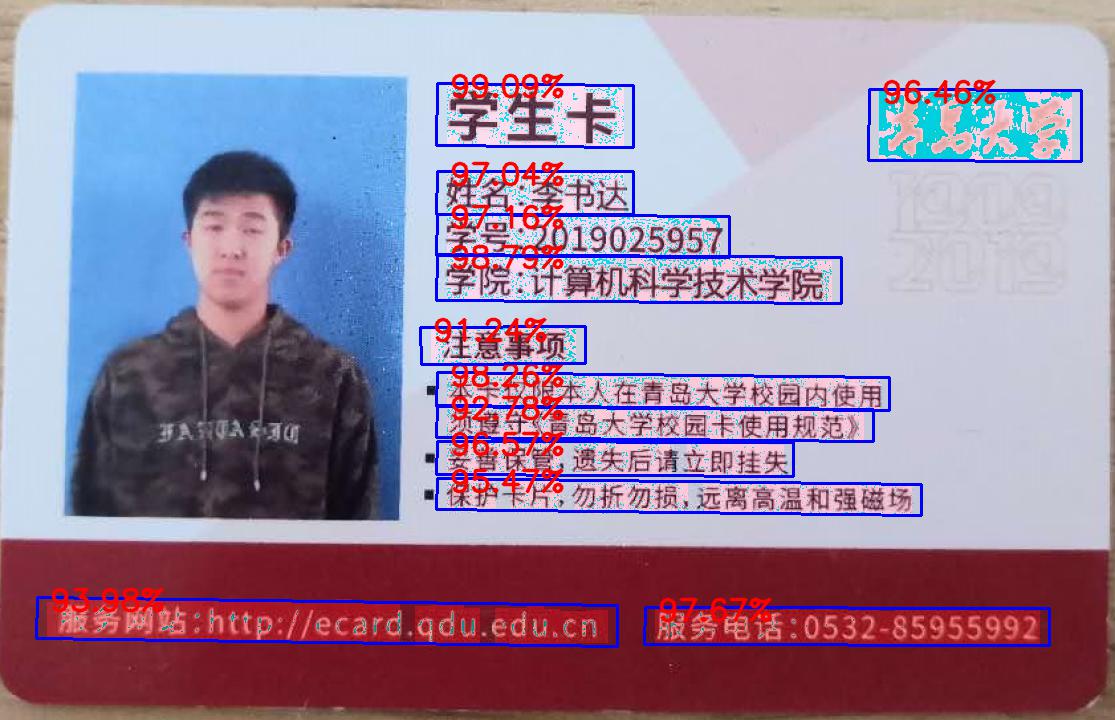 99.09%
学生卡
96.46%
青岛大学
97.04%
姓名:李书达
97.16%
学号:2019025957
98.79%
学院:计算机科学技术学院
91.24%
注意事项
98.26%
本卡仅限本人在青岛大学校园内使用
92.78%
须遵守《青岛大学校园卡使用规范》
96.57%
妥善保管,遗失后请立即挂失
95.47%
保护卡片,勿折勿损,远离高温和强磁场
93.98%
服务网站:http://ecard.qdu.edu.cn
97.67%
服务电话:0532-85955992